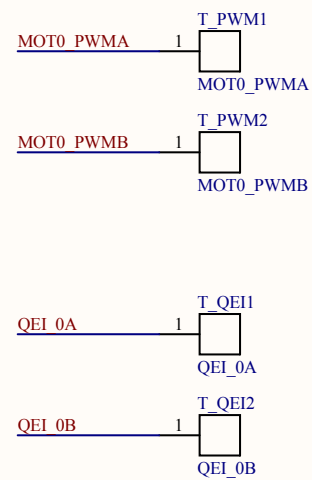 T_PWM1
MOT0_PWMA 1
MOT0_PWMA
T_PWM2
MOT0_PWMB 1
MOT0_PWMB
T_QEI1
QEI_0A 1
QEI_0A
T_QEI2
QEI_0B 1
QEI_0B